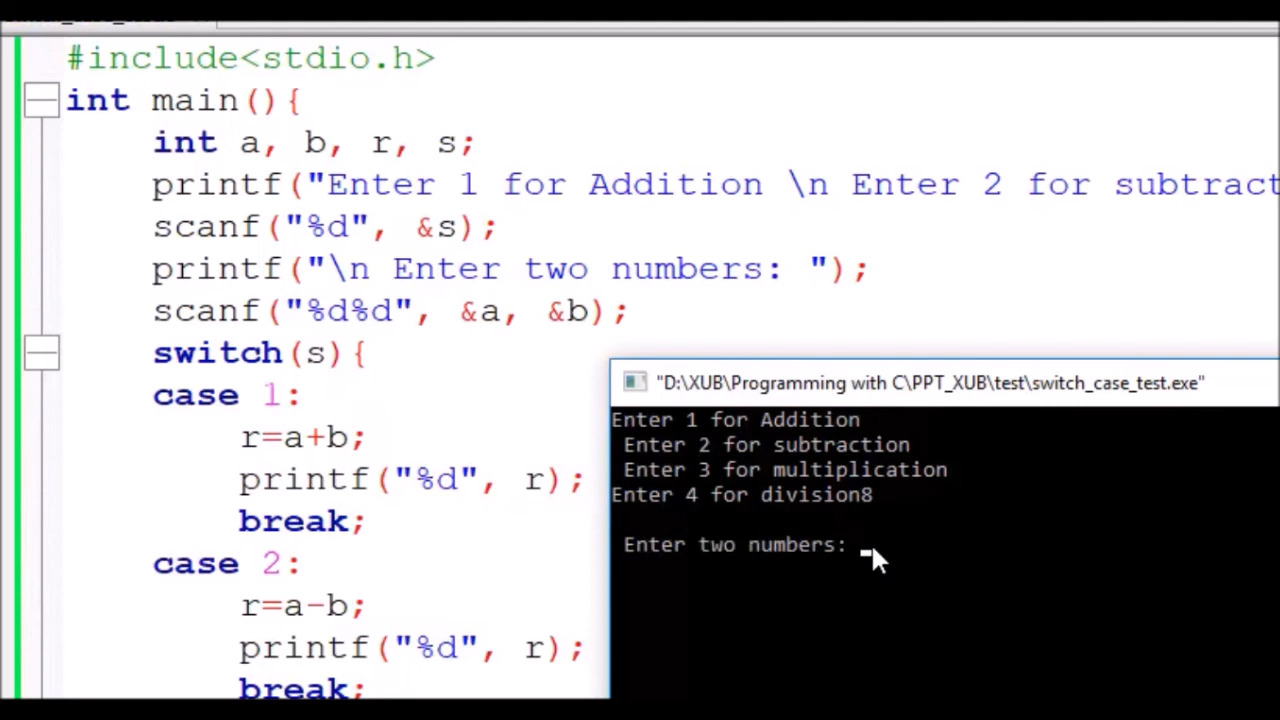 #include<stdio.h>
int main(){
int a, b, r, s;
printf("Enter 1 for Addition \n Enter 2 for subtract
scanf("%d", &s);
printf("\n Enter two numbers: ");
scanf("%d%d", &a, &b);
switch(s){
case 1:
r=a+b;
printf("%d", r);
break;
case 2:
r=a-b;
printf("%d", r);
break;
"D:\XUB\Programming with C\PPT_XUB\test\switch_case_test.exe"
Enter 1 for Addition
Enter 2 for subtraction
Enter 3 for multiplication
Enter 4 for division8
Enter two numbers: